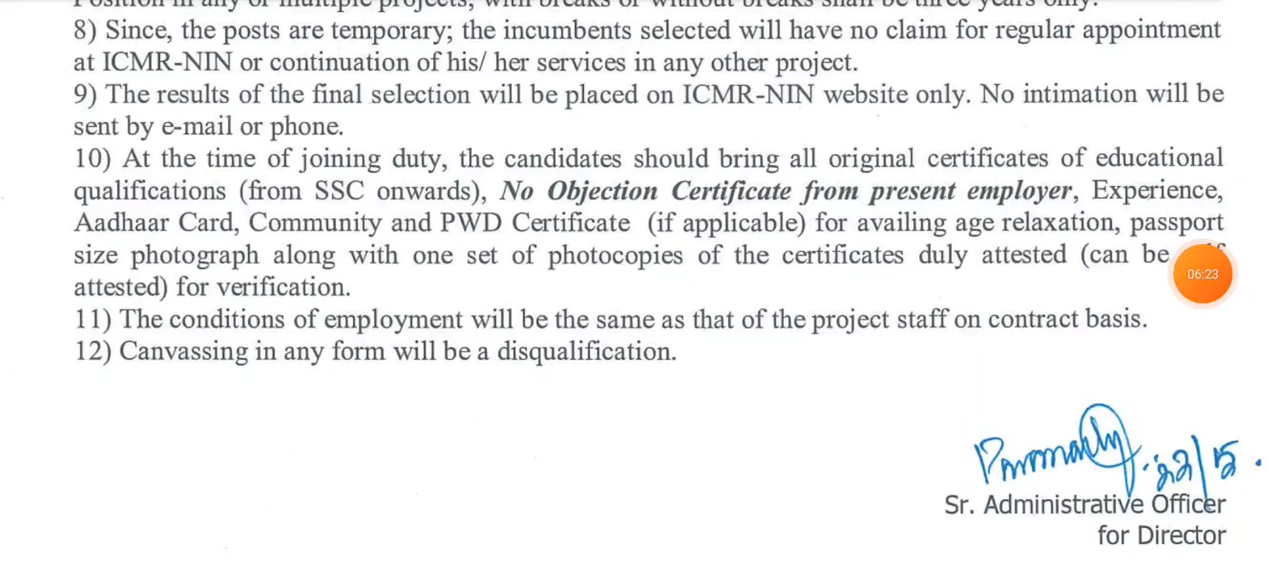 8) Since, the posts are temporary; the incumbents selected will have no claim for regular appointment
at ICMR-NIN or continuation of his/ her services in any other project.
9) The results of the final selection will be placed on ICMR-NIN website only. No intimation will be
sent by e-mail or phone.
10) At the time of joining duty, the candidates should bring all original certificates of educational
qualifications (from SSC onwards), No Objection Certificate from present employer, Experience,
Aadhaar Card, Community and PWD Certificate (if applicable) for availing age relaxation, passport
size photograph along with one set of photocopies of the certificates duly attested (can be
06:23
attested) for verification.
11) The conditions of employment will be the same as that of the project staff on contract basis.
12) Canvassing in any form will be a disqualification.
Sr. Administrative Officer
for Director